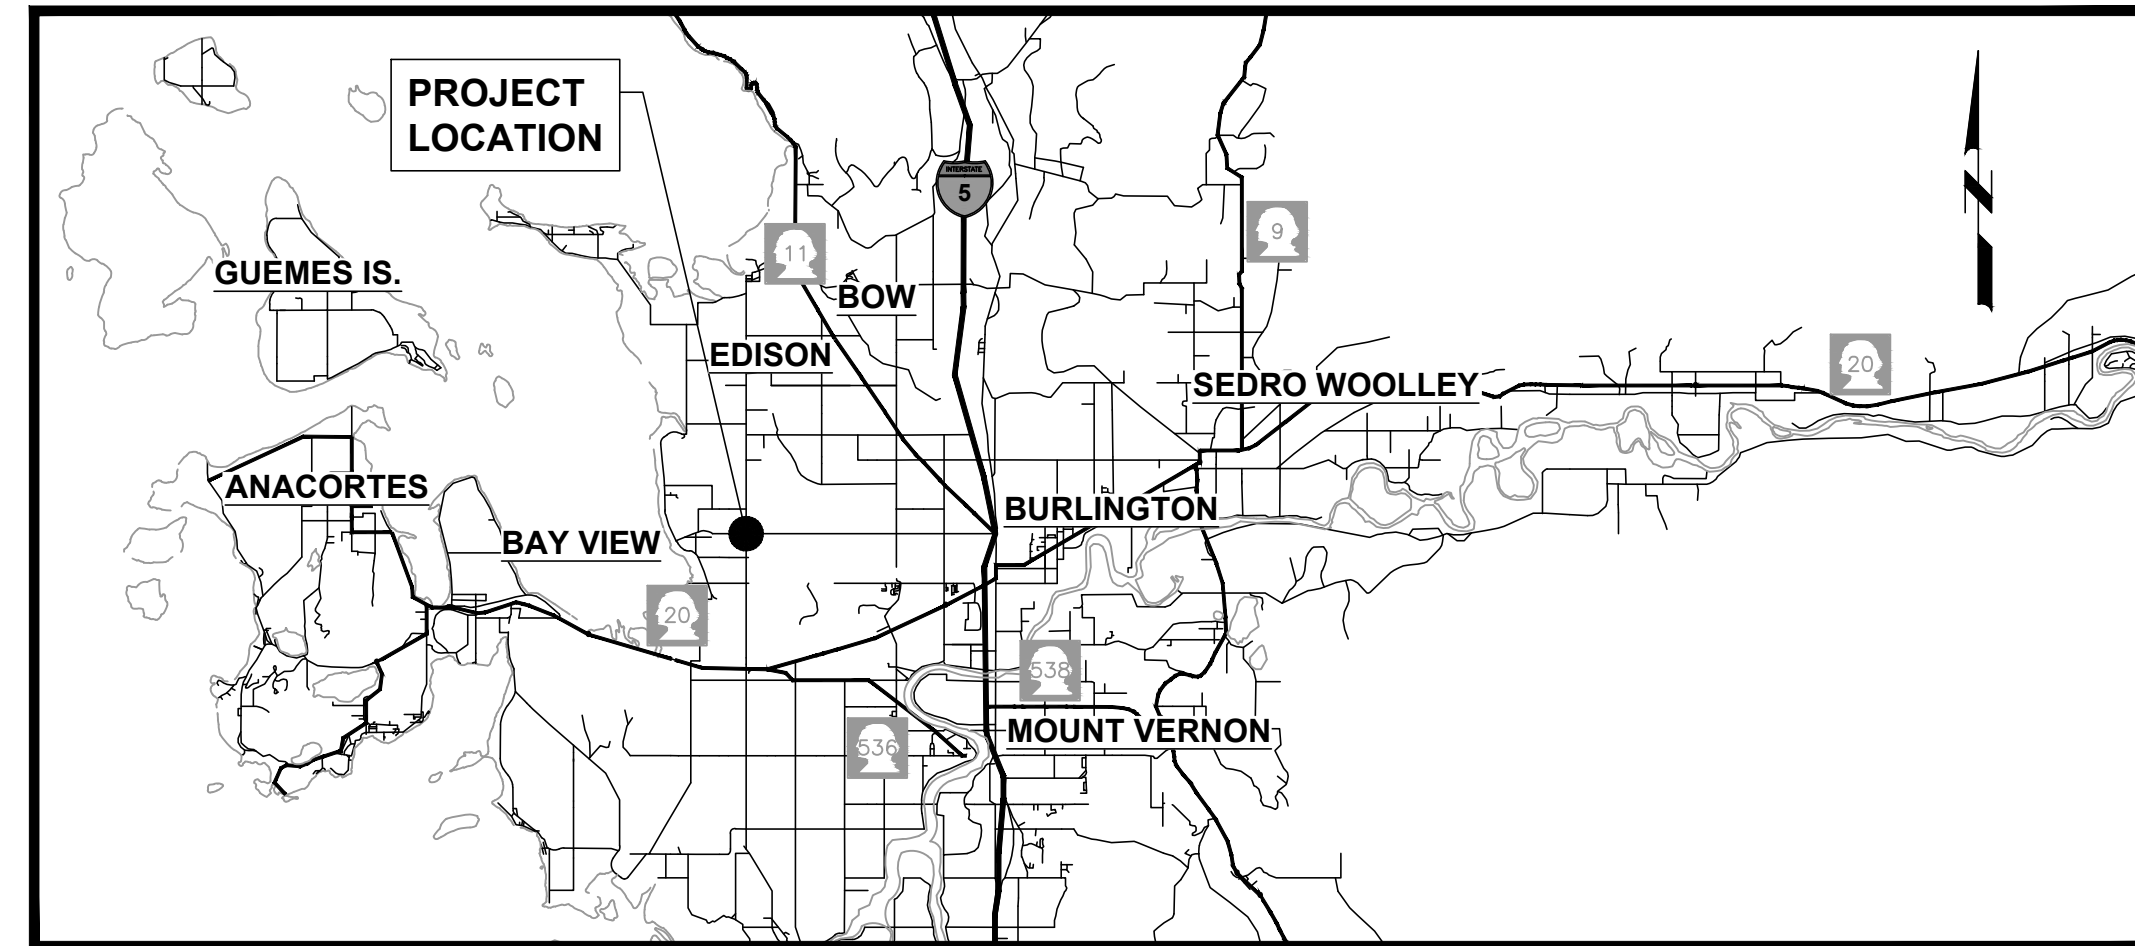 PROJECT
LOCATION
INTERSTATE
5
9
11
GUEMES IS.
BOW
EDISON
20
SEDRO WOOLLEY
ANACORTES
BURLINGTON
BAY VIEW
20
538
MOUNT VERNON
536
N